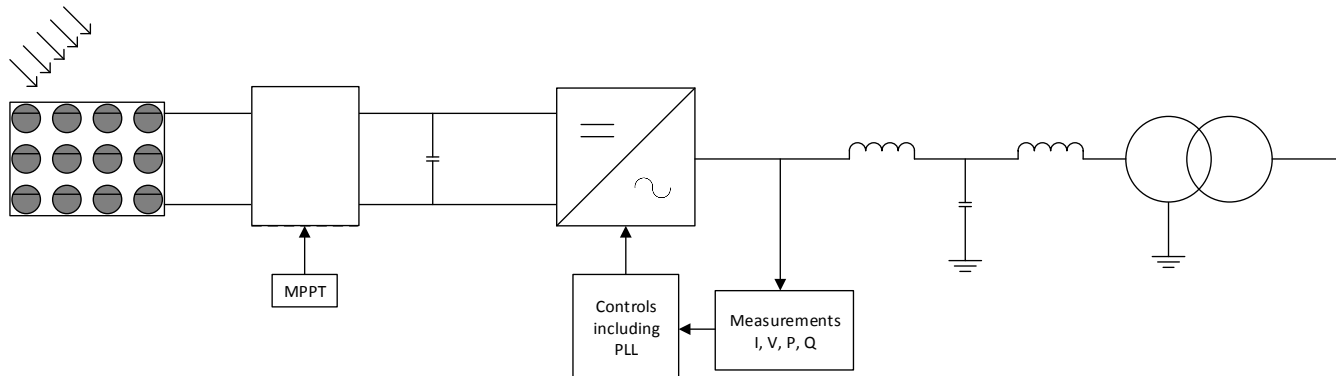 MPPT
Controls
including
PLL
Measurements
I, V, P, Q